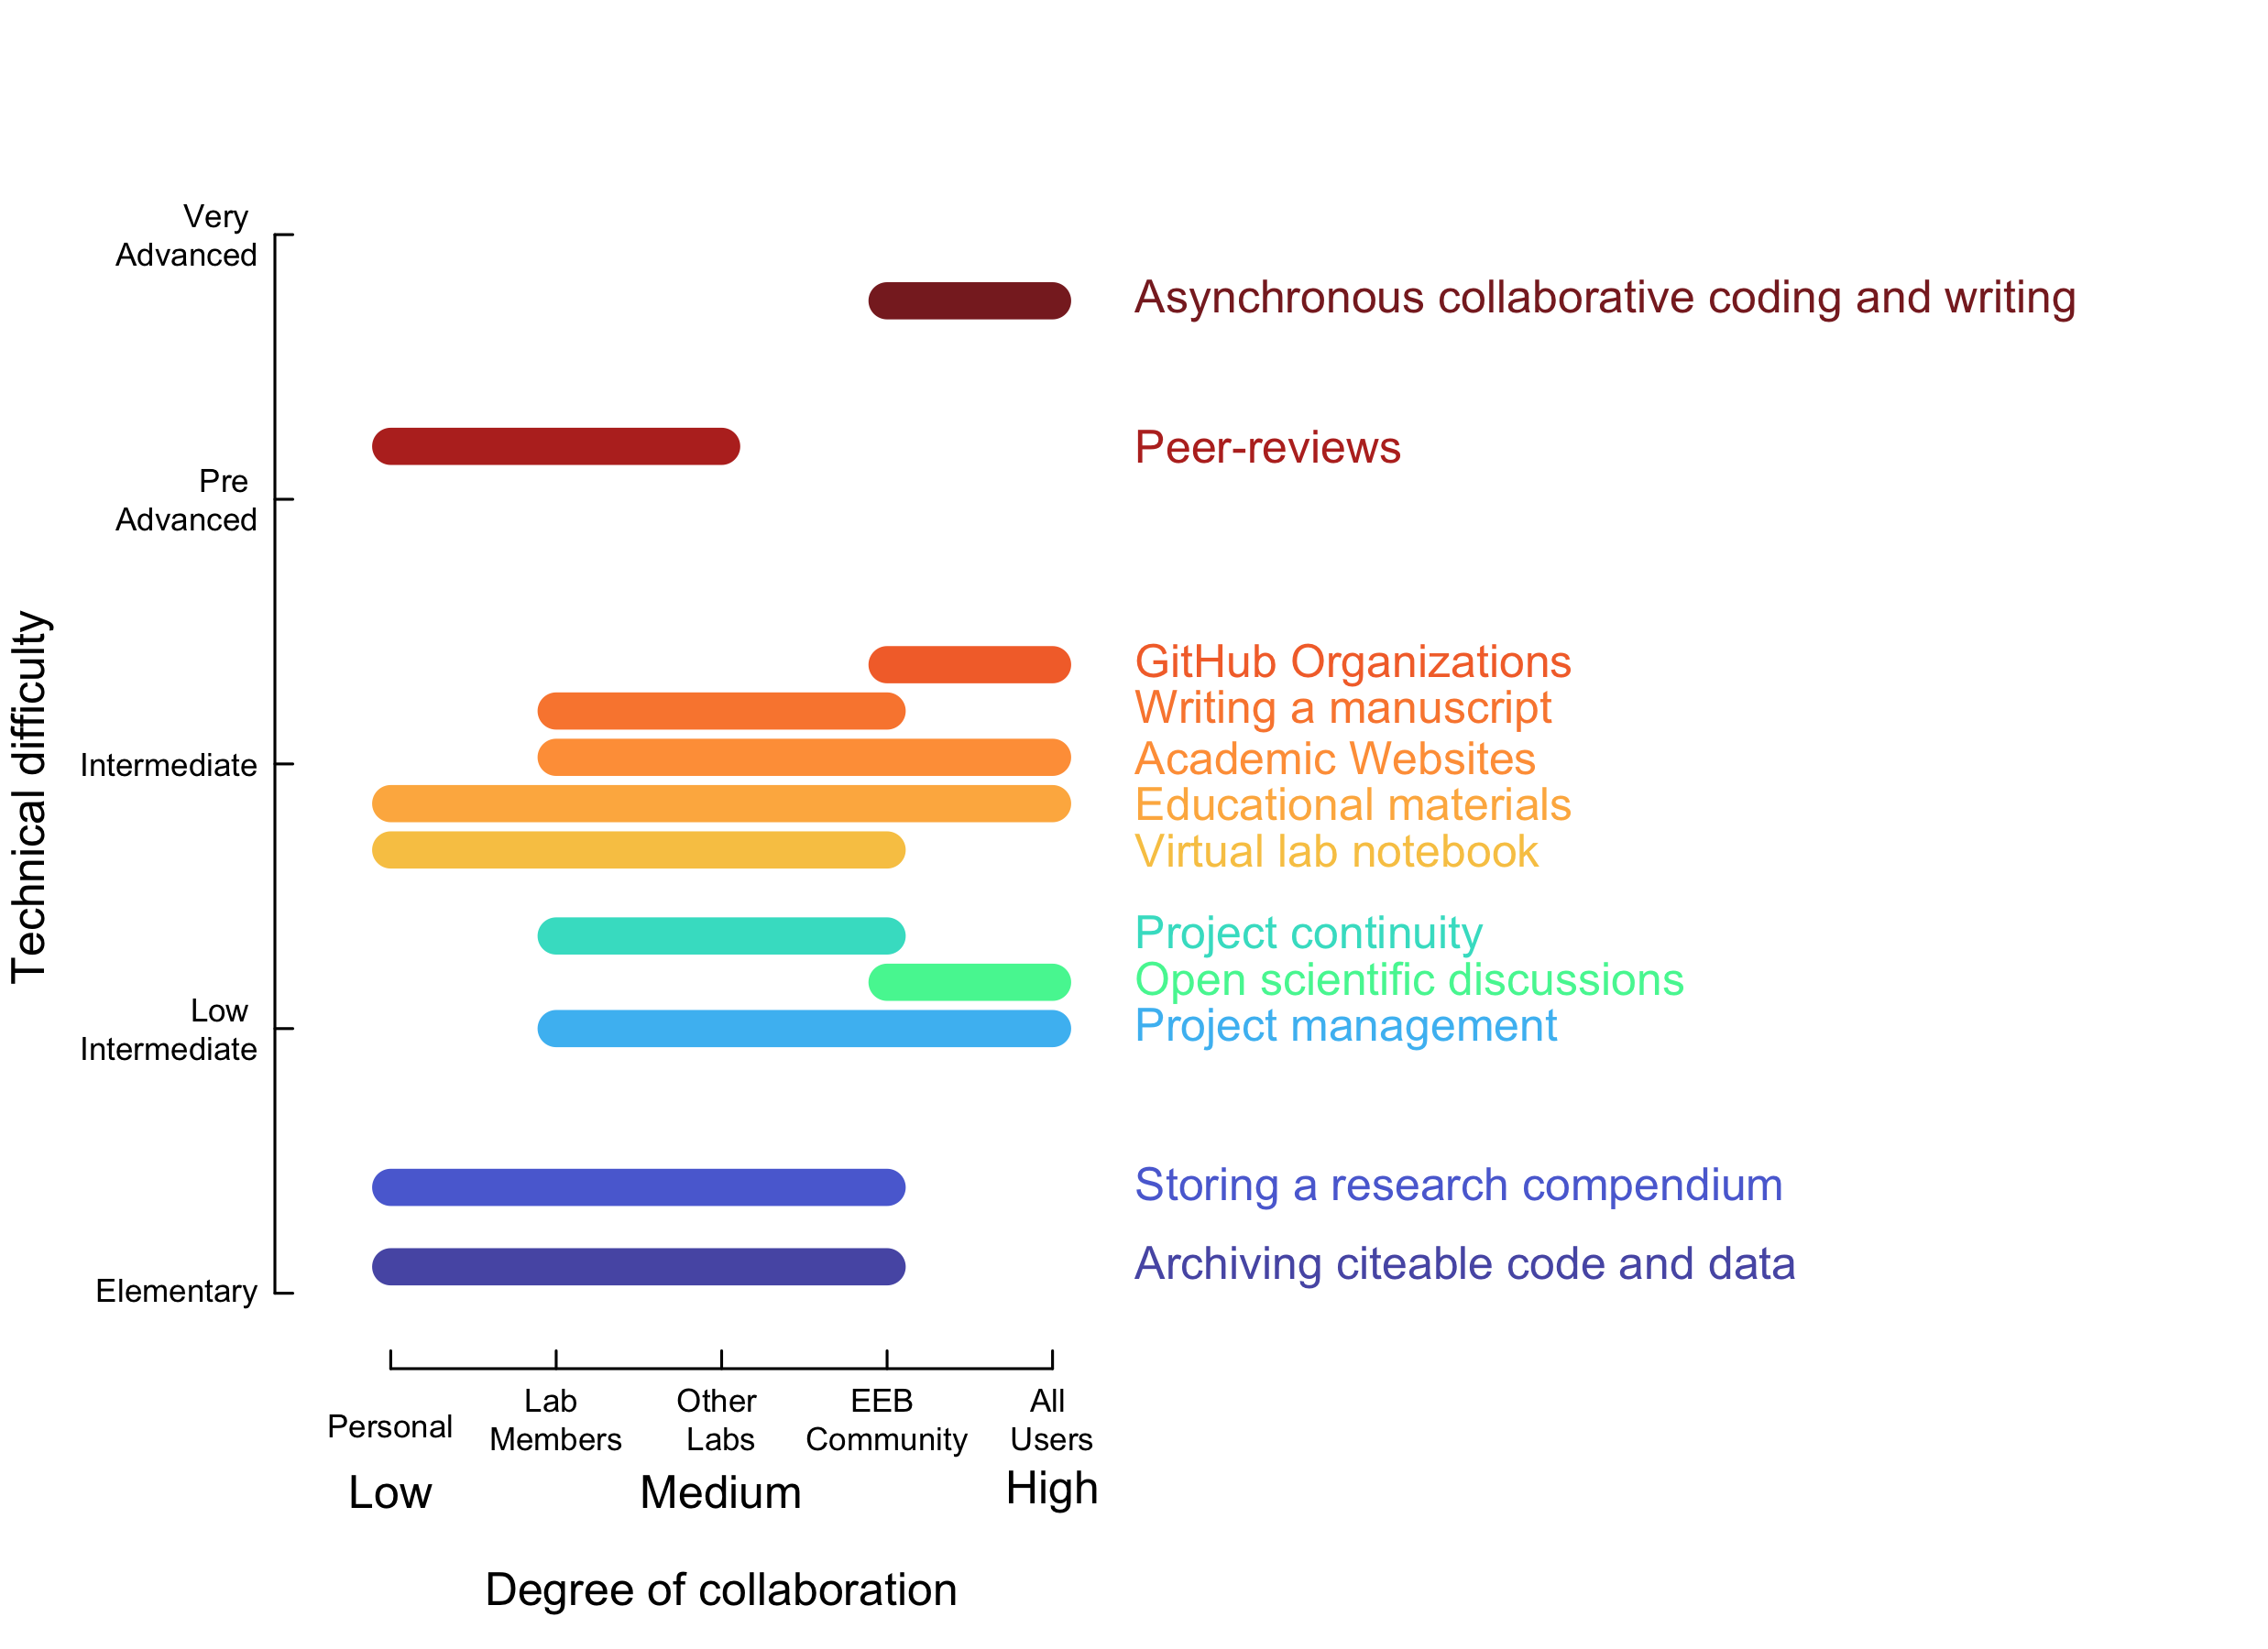 Very
Advanced
Asynchronous collaborative coding and writing
Peer-reviews
Pre
Advanced
Technical difficulty
GitHub Organizations
Writing a manuscript
Academic Websites
Intermediate
Educational materials
Virtual lab notebook
Project continuity
Open scientific discussions
Low
Intermediate
Project management
Storing a research compendium
Archiving citeable code and data
Elementary
Personal
Lab
Members
Other
Labs
EEB
Community
All
Users
Low
Medium
High
Degree of collaboration